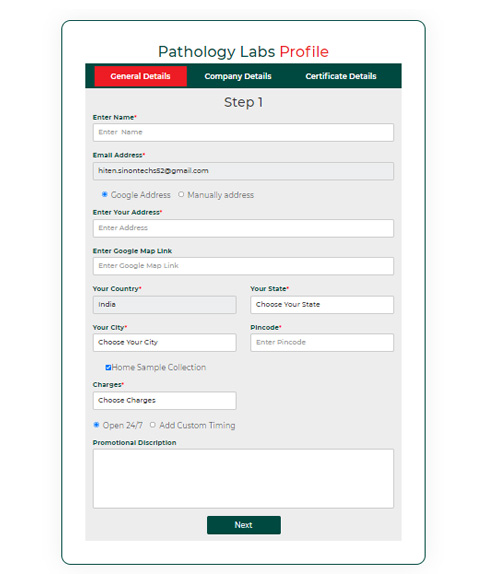 Pathology Labs Profile
General Details Company Details Certificate Details
Step 1
Enter Name*
Enter Name
Email Address*
hiten.sinontechs52@gmail.com
Google Address Manually address
Enter Your Address*
Enter Address
Enter Google Map Link
Enter Google Map Link
Your Country* Your State*
India Choose Your State
Your City* Pincode*
Choose Your City Enter Pincode
Home Sample Collection
Charges*
Choose Charges
Open 24/7 Add Custom Timing
Promotional Discription
Next